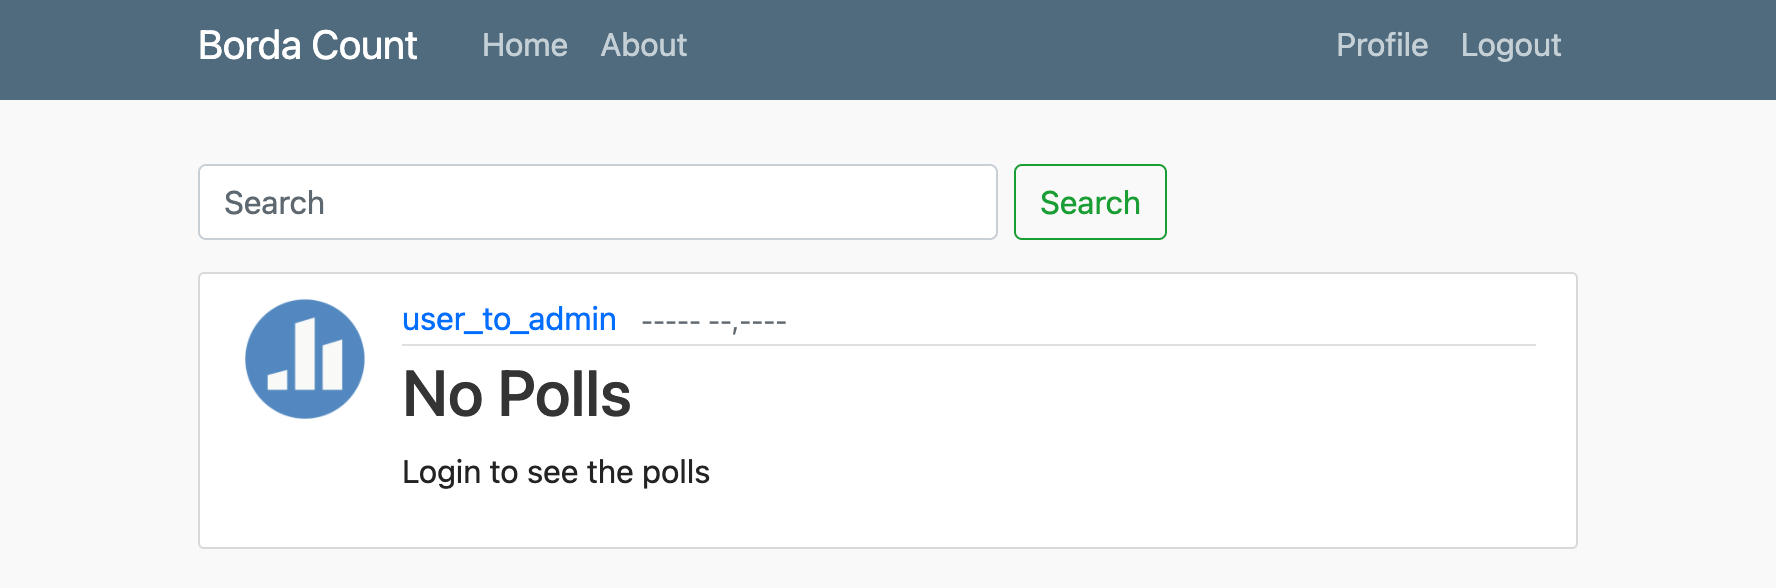 Borda Count Home About Profile Logout
Search Search
user_to_admin ----- --,----
No Polls
Login to see the polls